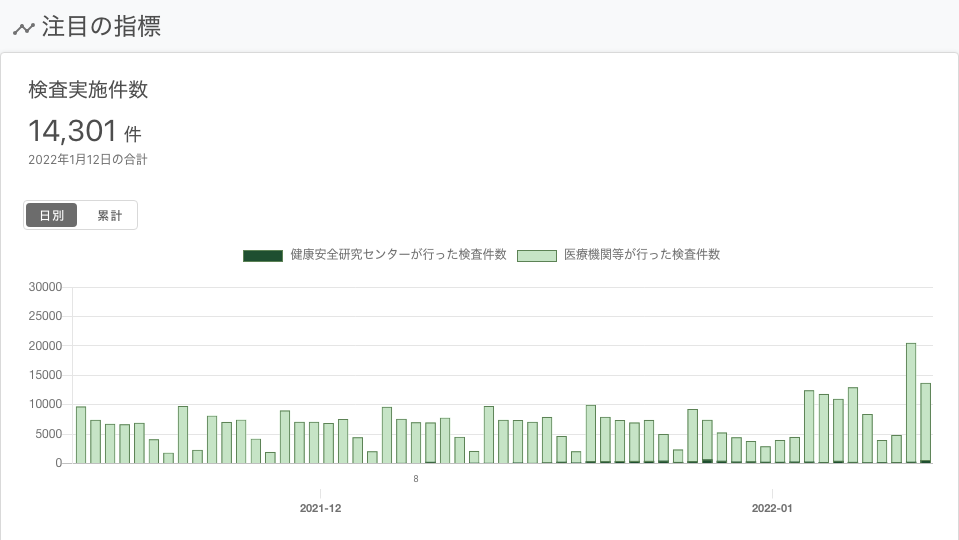 注目の指標
検査実施件数
14,301 件
2022年1月12日の合計
日別 累計
健康安全研究センターが行った検査件数 医療機関等が行った検査件数
30000
25000
20000
15000
10000
5000
0
8
2021-12 2022-01